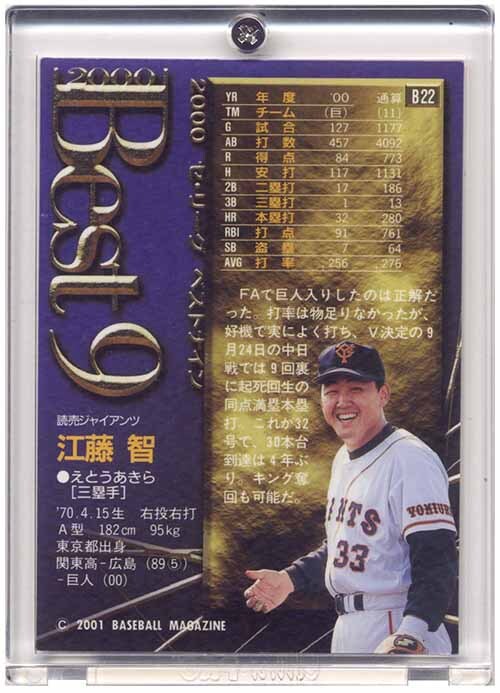 2000
Best 9
2000 セ・リーグ ベストナイン
B22
YR 年度 '00 通算
TM チーム (巨) (11)
G 試合 127 1177
AB 打数 457 4092
R 得点 84 773
H 安打 117 1131
2B 二塁打 17 186
3B 三塁打 1 13
HR 本塁打 32 280
RBI 打点 91 761
SB 盗塁 7 64
AVG 打率 .256 .276
FAで巨人入りしたのは正解だ
った。打率は物足りなかったが、
好機で実によく打ち、V決定の9
月24日の中日
戦では9回裏
に起死回生の
同点満塁本塁
打。これが32
号で、30本台
到達は4年ぶ
り。キング奪
回も可能だ。
読売ジャイアンツ
江藤 智
●えとうあきら
［三塁手］
'70.4.15生 右投右打
A型 182cm 95kg
東京都出身
関東高-広島(89⑤)
-巨人(00)
GIANTS
33
YOMIURI
© 2001 BASEBALL MAGAZINE